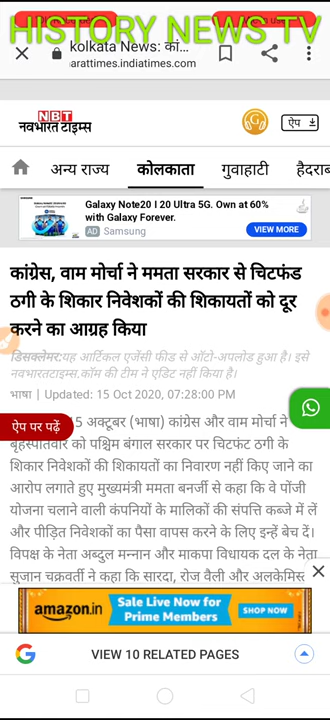 HISTORY NEWS TV
kolkata News: कां...
arattimes.indiatimes.com
NBT
नवभारत टाइम्स
G
ऐप
अन्य राज्य कोलकाता गुवाहाटी हैदराब
Galaxy Note20 I 20 Ultra 5G. Own at 60%
with Galaxy Forever.
AD Samsung
VIEW MORE
कांग्रेस, वाम मोर्चा ने ममता सरकार से चिटफंड
ठगी के शिकार निवेशकों की शिकायतों को दूर
करने का आग्रह किया
डिसक्लेमर:यह आर्टिकल एजेंसी फीड से ऑटो-अपलोड हुआ है। इसे
नवभारतटाइम्स.कॉम की टीम ने एडिट नहीं किया है।
भाषा | Updated: 15 Oct 2020, 07:28:00 PM
ऐप पर पढ़ें
5 अक्टूबर (भाषा) कांग्रेस और वाम मोर्चा ने
बृहस्पतिवार को पश्चिम बंगाल सरकार पर चिटफंट ठगी के
शिकार निवेशकों की शिकायतों का निवारण नहीं किए जाने का
आरोप लगाते हुए मुख्यमंत्री ममता बनर्जी से कहा कि वे पोंजी
योजना चलाने वाली कंपनियों के मालिकों की संपत्ति कब्जे में लें
और पीड़ित निवेशकों का पैसा वापस करने के लिए इन्हें बेच दें।
विपक्ष के नेता अब्दुल मन्नान और माकपा विधायक दल के नेता
सुजान चक्रवर्ती ने कहा कि सारदा, रोज वैली और अलकेमिस्ट
amazon.in
Sale Live Now for
Prime Members
SHOP NOW
VIEW 10 RELATED PAGES